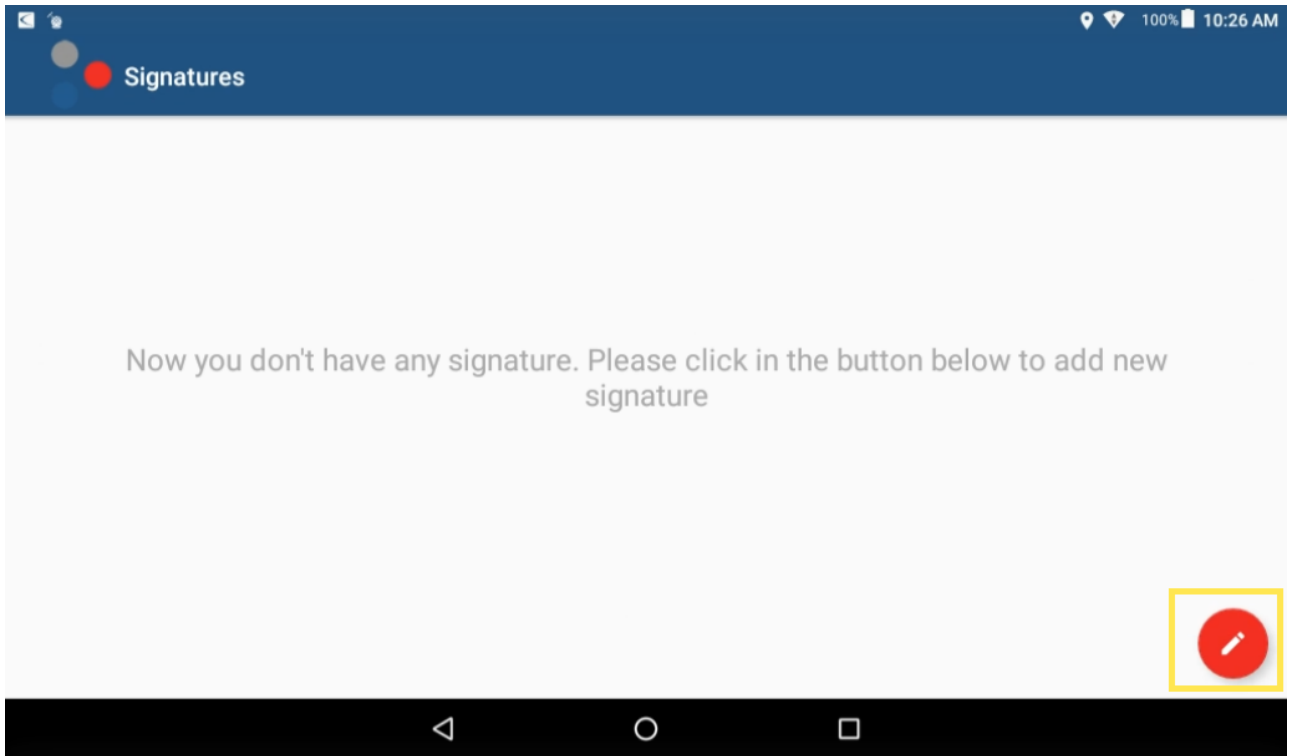 100% 10:26 AM
Signatures
Now you don't have any signature. Please click in the button below to add new
signature